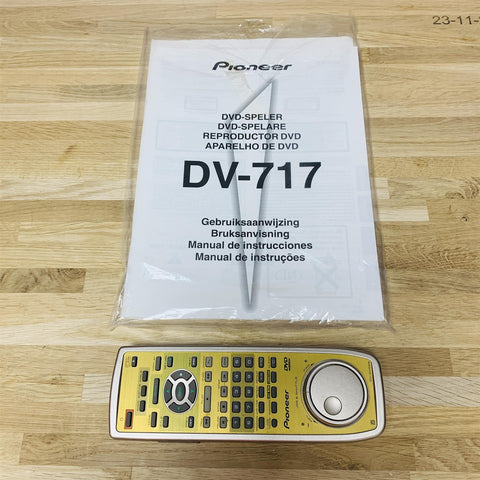 23-11-
Pioneer
DVD-SPELER
DVD-SPELARE
REPRODUCTOR DVD
APARELHO DE DVD
DV-717
Gebruiksaanwijzing
Bruksanvisning
Manual de instrucciones
Manual de instruções
DVD
Pioneer